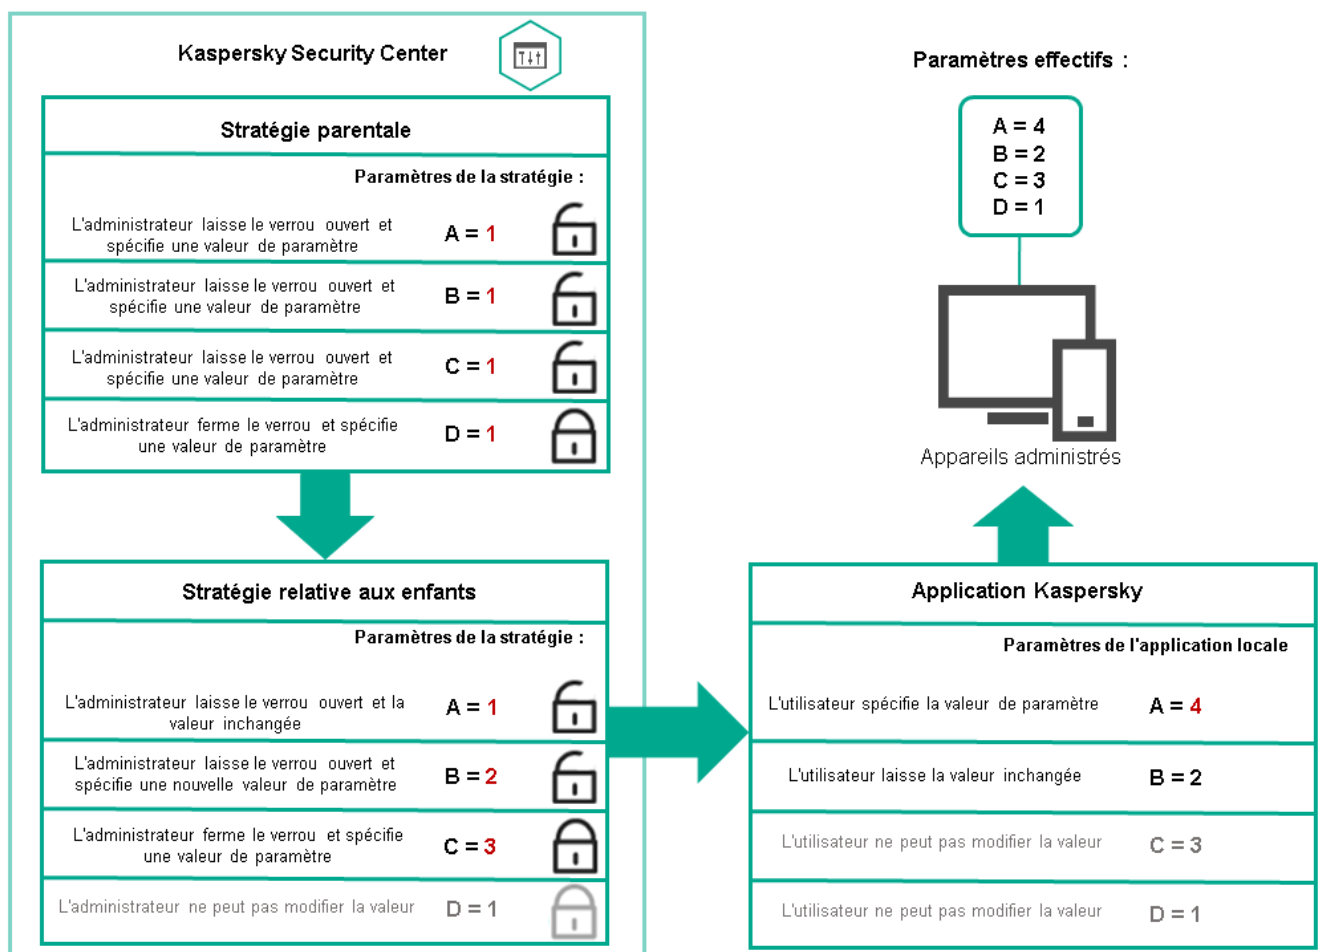 Kaspersky Security Center
Stratégie parentale
Paramètres de la stratégie :
L'administrateur laisse le verrou ouvert et
spécifie une valeur de paramètre
A = 1
L'administrateur laisse le verrou ouvert et
spécifie une valeur de paramètre
B = 1
L'administrateur laisse le verrou ouvert et
spécifie une valeur de paramètre
C = 1
L'administrateur ferme le verrou et spécifie
une valeur de paramètre
D = 1
Stratégie relative aux enfants
Paramètres de la stratégie :
L'administrateur laisse le verrou ouvert et la
valeur inchangée
A = 1
L'administrateur laisse le verrou ouvert et
spécifie une nouvelle valeur de paramètre
B = 2
L'administrateur ferme le verrou et spécifie
une valeur de paramètre
C = 3
L'administrateur ne peut pas modifier la valeur
D = 1
Paramètres effectifs :
A = 4
B = 2
C = 3
D = 1
Appareils administrés
Application Kaspersky
Paramètres de l'application locale
L'utilisateur spécifie la valeur de paramètre
A = 4
L'utilisateur laisse la valeur inchangée
B = 2
L'utilisateur ne peut pas modifier la valeur
C = 3
L'utilisateur ne peut pas modifier la valeur
D = 1